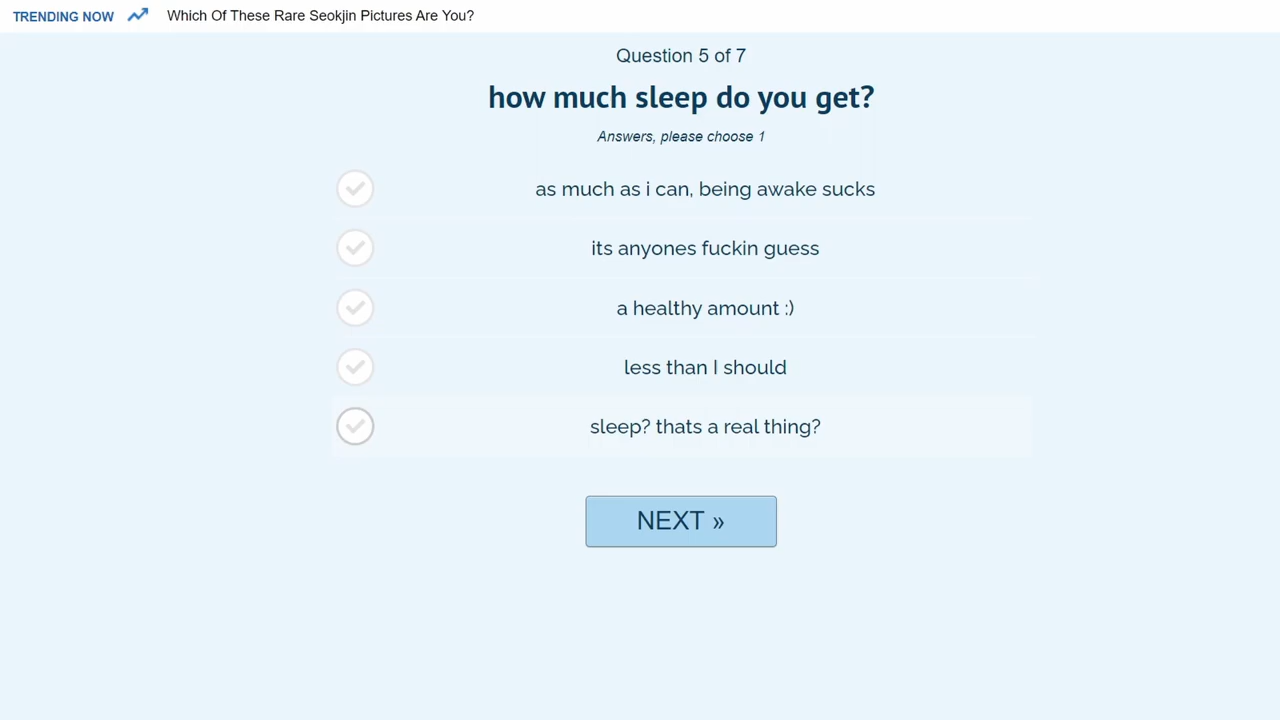 TRENDING NOW Which Of These Rare Seokjin Pictures Are You?
Question 5 of 7
how much sleep do you get?
Answers, please choose 1
as much as i can, being awake sucks
its anyones fuckin guess
a healthy amount :)
less than I should
sleep? thats a real thing?
NEXT »